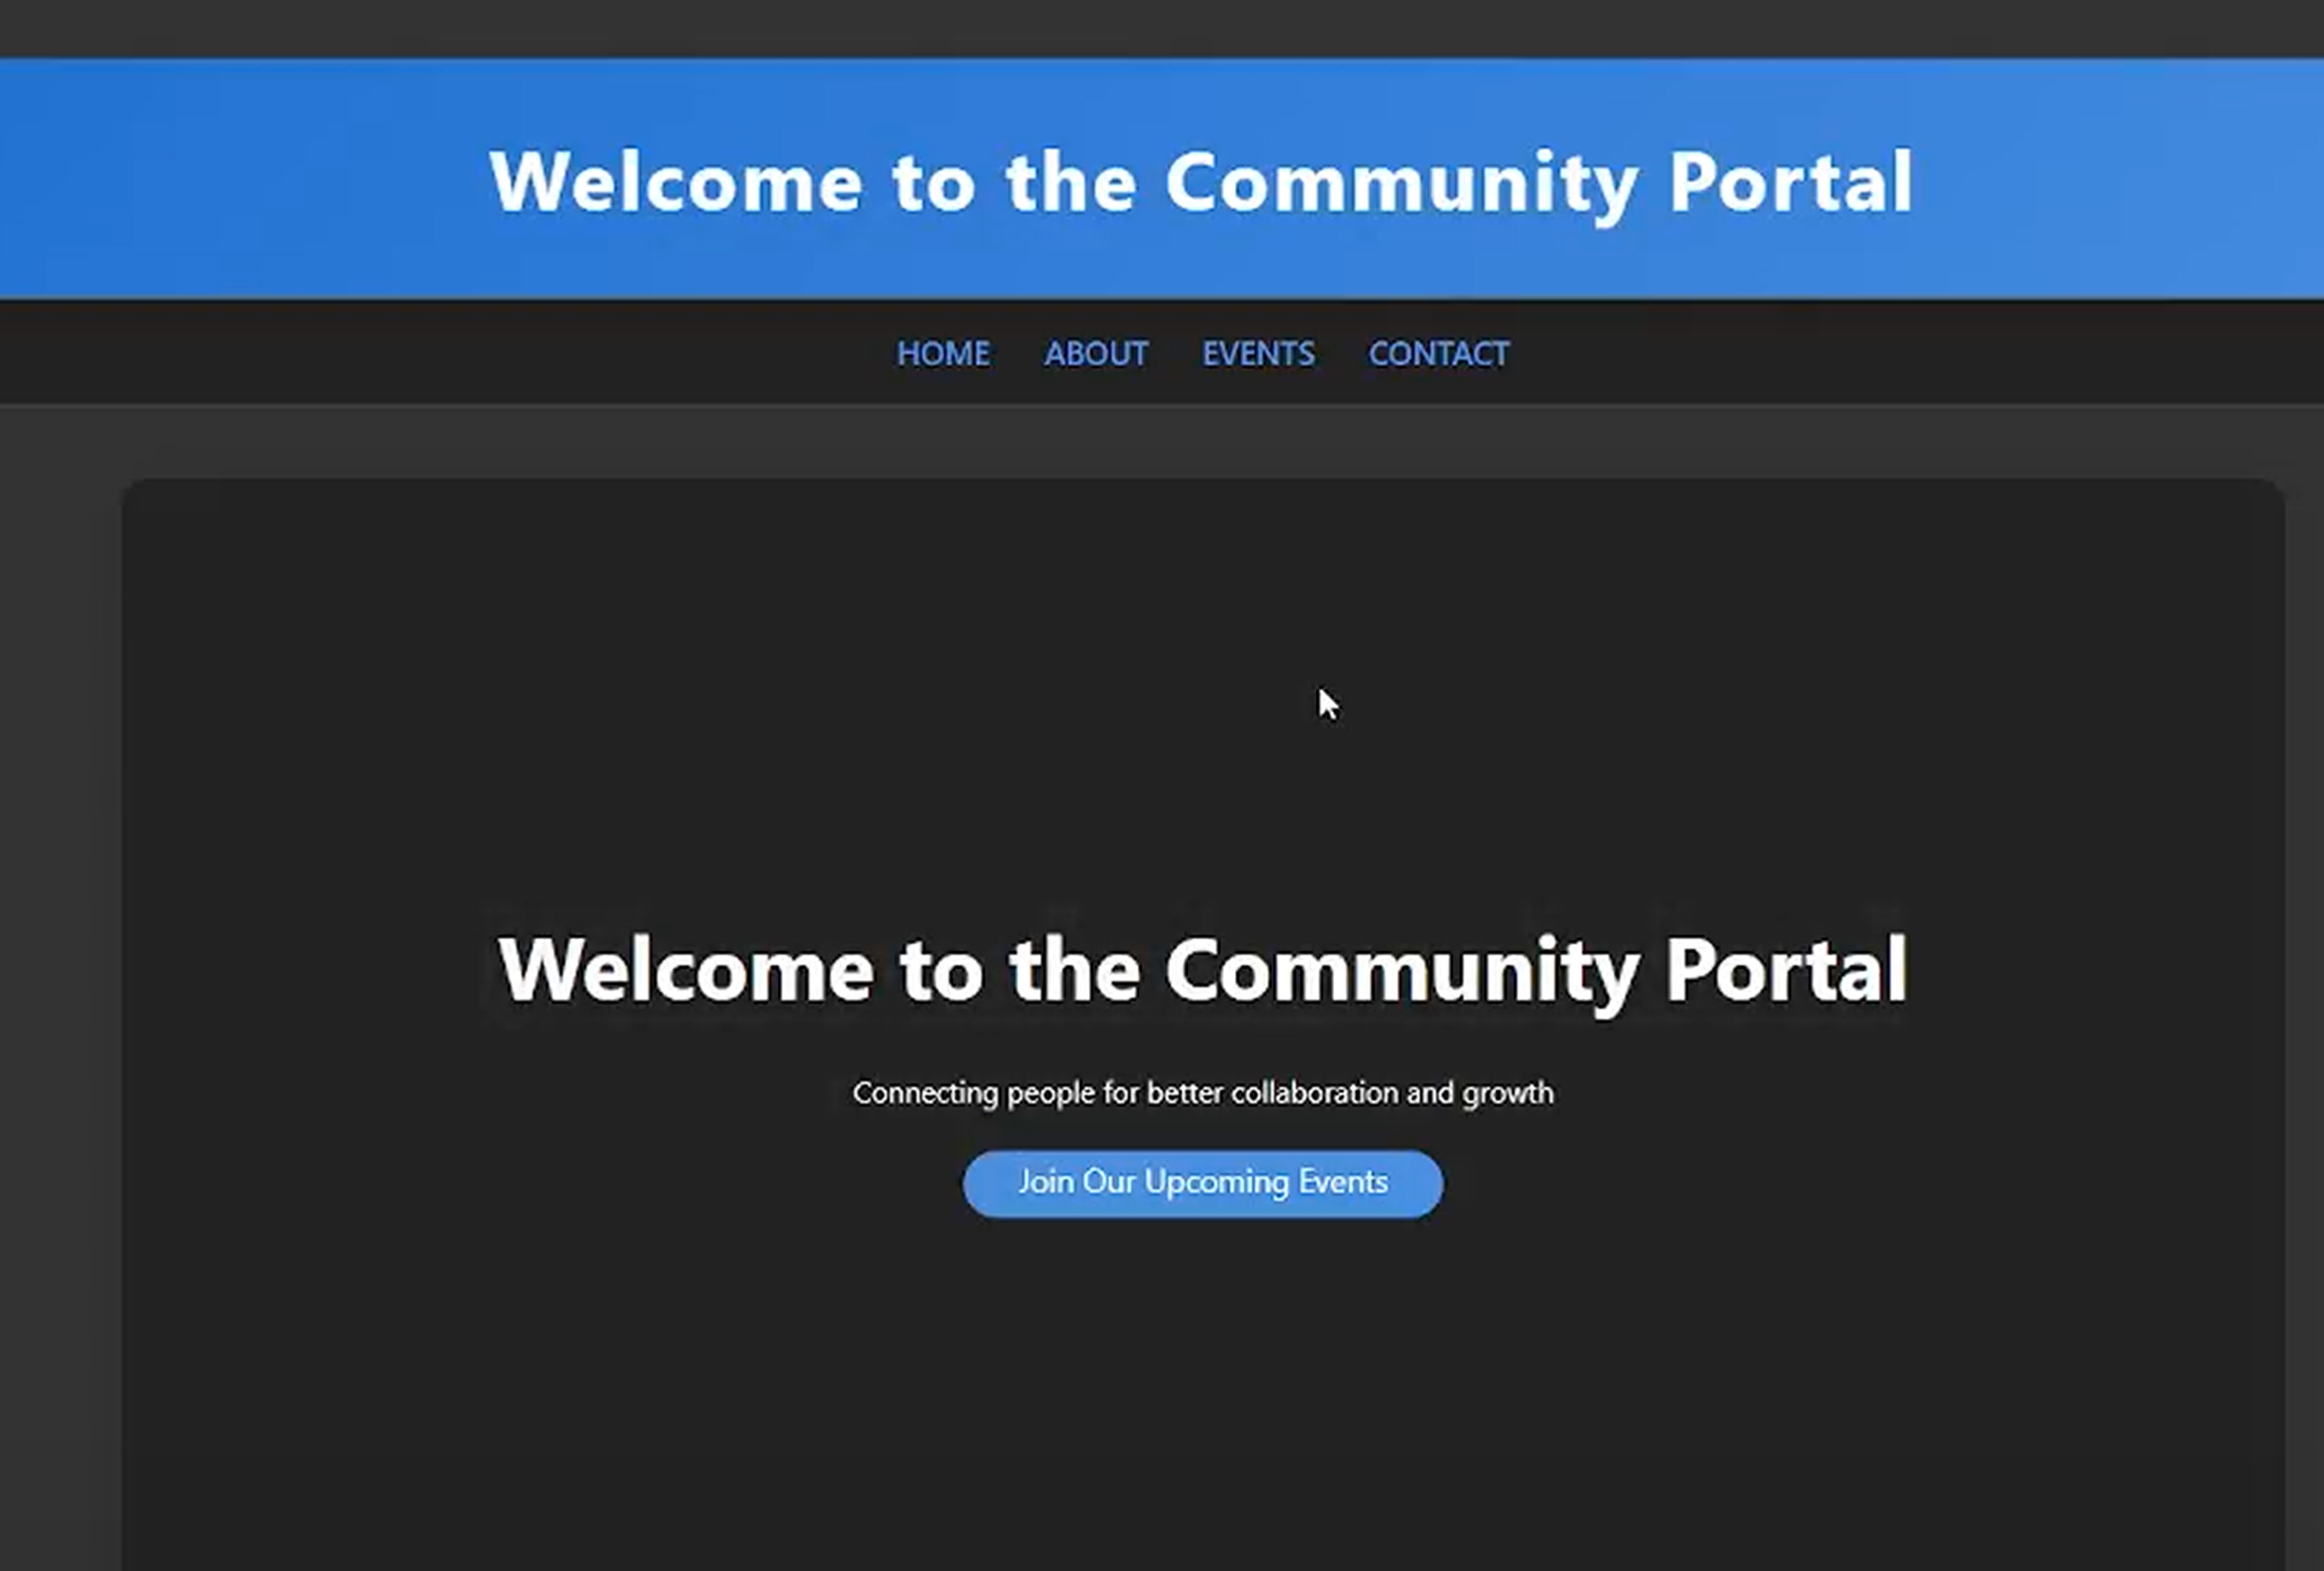 Welcome to the Community Portal
HOME ABOUT EVENTS CONTACT
Welcome to the Community Portal
Connecting people for better collaboration and growth
Join Our Upcoming Events